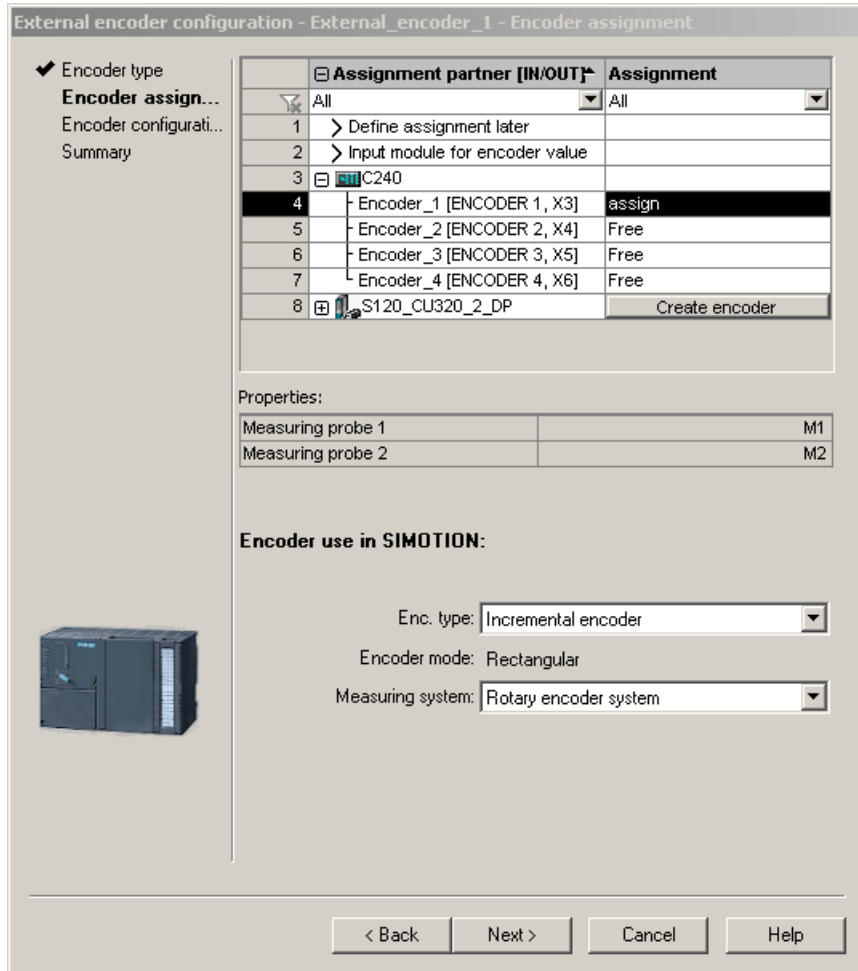 External encoder configuration - External_encoder_1 - Encoder assignment
Encoder type
Encoder assign...
Encoder configurati...
Summary
Assignment partner [IN/OUT] Assignment
All All
1 Define assignment later
2 Input module for encoder value
3 C240
4 Encoder_1 [ENCODER 1, X3] assign
5 Encoder_2 [ENCODER 2, X4] Free
6 Encoder_3 [ENCODER 3, X5] Free
7 Encoder_4 [ENCODER 4, X6] Free
8 S120_CU320_2_DP Create encoder
Properties:
Measuring probe 1 M1
Measuring probe 2 M2
Encoder use in SIMOTION:
Enc. type: Incremental encoder
Encoder mode: Rectangular
Measuring system: Rotary encoder system
< Back Next > Cancel Help